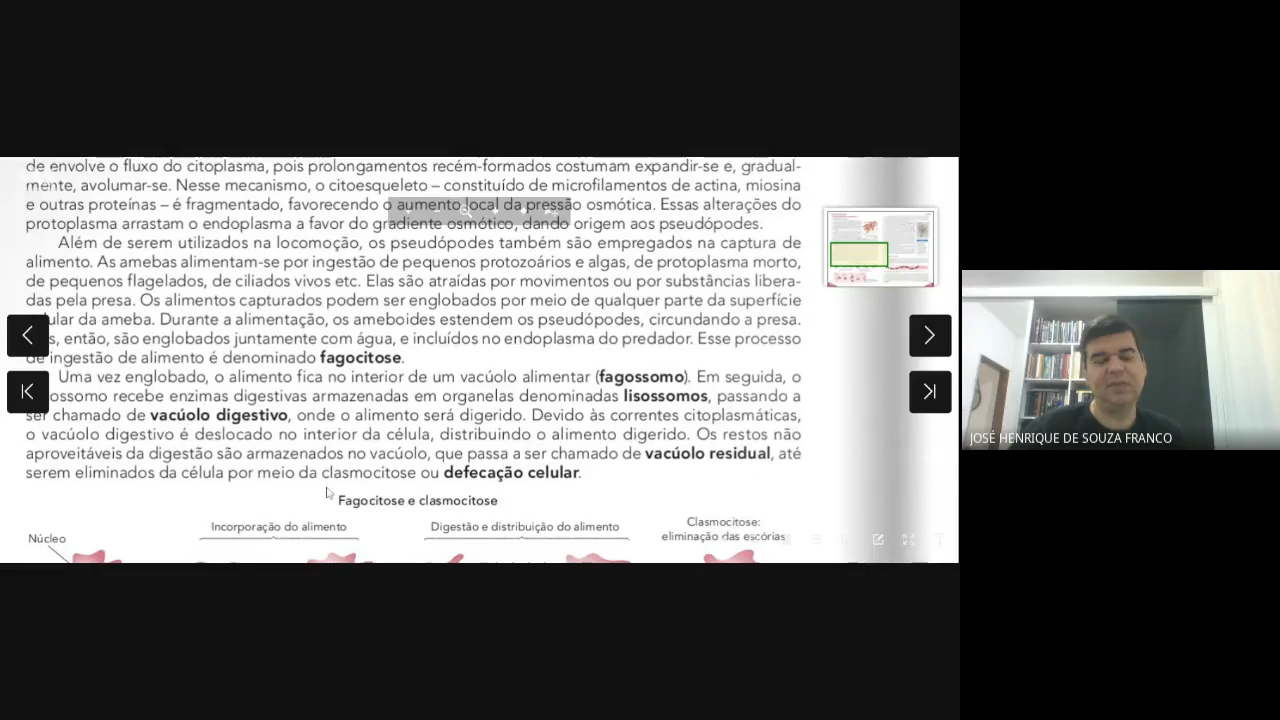 de envolve o fluxo do citoplasma, pois prolongamentos recém-formados costumam expandir-se e, gradual-
mente, avolumar-se. Nesse mecanismo, o citoesqueleto – constituído de microfilamentos de actina, miosina
e outras proteínas – é fragmentado, favorecendo o aumento local da pressão osmótica. Essas alterações do
protoplasma arrastam o endoplasma a favor do gradiente osmótico, dando origem aos pseudópodes.
Além de serem utilizados na locomoção, os pseudópodes também são empregados na captura de
alimento. As amebas alimentam-se por ingestão de pequenos protozoários e algas, de protoplasma morto,
de pequenos flagelados, de ciliados vivos etc. Elas são atraídas por movimentos ou por substâncias libera-
das pela presa. Os alimentos capturados podem ser englobados por meio de qualquer parte da superfície
da ameba. Durante a alimentação, os ameboides estendem os pseudópodes, circundando a presa.
então, são englobados juntamente com água, e incluídos no endoplasma do predador. Esse processo
de ingestão de alimento é denominado fagocitose.
Uma vez englobado, o alimento fica no interior de um vacúolo alimentar (fagossomo). Em seguida, o
recebe enzimas digestivas armazenadas em organelas denominadas lisossomos, passando a
ser chamado de vacúolo digestivo, onde o alimento será digerido. Devido às correntes citoplasmáticas,
o vacúolo digestivo é deslocado no interior da célula, distribuindo o alimento digerido. Os restos não
aproveitáveis da digestão são armazenados no vacúolo, que passa a ser chamado de vacúolo residual, até
serem eliminados da célula por meio da clasmocitose ou defecação celular.
Fagocitose e clasmocitose
Incorporação do alimento
Digestão e distribuição do alimento
Clasmocitose:
eliminação das escórias
Núcleo
JOSÉ HENRIQUE DE SOUZA FRANCO